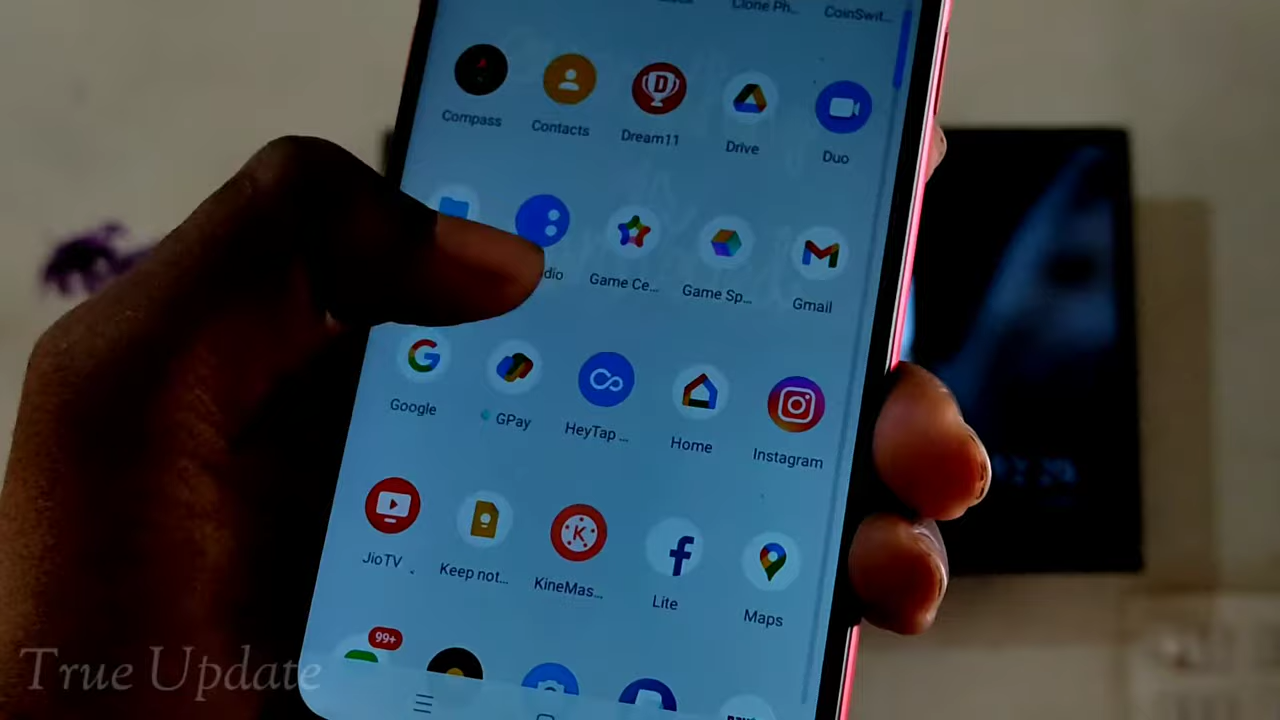 Clone Ph... CoinSwit...
Compass Contacts Dream11 Drive Duo
dio Game Ce... Game Sp... Gmail
Google GPay HeyTap ... Home Instagram
JioTV Keep not... KineMas... Lite Maps
99+
True Update